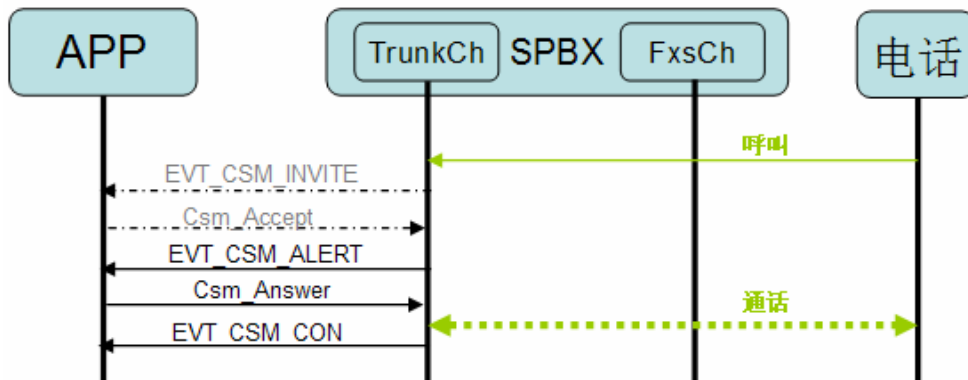 APP
TrunkCh
SPBX
FxsCh
电话
呼叫
EVT_CSM_INVITE
Csm_Accept
EVT_CSM_ALERT
Csm_Answer
通话
EVT_CSM_CON